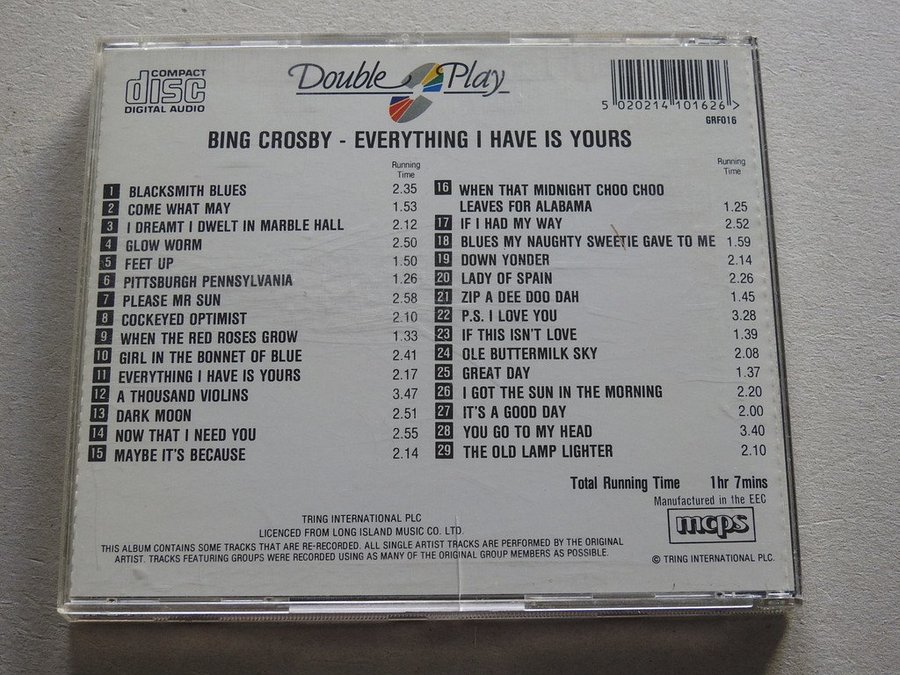 COMPACT
disc
DIGITAL AUDIO
Double Play
5 020214 101626 >
GRF016
BING CROSBY - EVERYTHING I HAVE IS YOURS
Running
Time
1 BLACKSMITH BLUES 2.35
2 COME WHAT MAY 1.53
3 I DREAMT I DWELT IN MARBLE HALL 2.12
4 GLOW WORM 2.50
5 FEET UP 1.50
6 PITTSBURGH PENNSYLVANIA 1.26
7 PLEASE MR SUN 2.58
8 COCKEYED OPTIMIST 2.10
9 WHEN THE RED ROSES GROW 1.33
10 GIRL IN THE BONNET OF BLUE 2.41
11 EVERYTHING I HAVE IS YOURS 2.17
12 A THOUSAND VIOLINS 3.47
13 DARK MOON 2.51
14 NOW THAT I NEED YOU 2.55
15 MAYBE IT'S BECAUSE 2.14
Running
Time
16 WHEN THAT MIDNIGHT CHOO CHOO
LEAVES FOR ALABAMA 1.25
17 IF I HAD MY WAY 2.52
18 BLUES MY NAUGHTY SWEETIE GAVE TO ME 1.59
19 DOWN YONDER 2.14
20 LADY OF SPAIN 2.26
21 ZIP A DEE DOO DAH 1.45
22 P.S. I LOVE YOU 3.28
23 IF THIS ISN'T LOVE 1.39
24 OLE BUTTERMILK SKY 2.08
25 GREAT DAY 1.37
26 I GOT THE SUN IN THE MORNING 2.20
27 IT'S A GOOD DAY 2.00
28 YOU GO TO MY HEAD 3.40
29 THE OLD LAMP LIGHTER 2.10
Total Running Time 1hr 7mins
Manufactured in the EEC
mcps
TRING INTERNATIONAL PLC
LICENCED FROM LONG ISLAND MUSIC CO. LTD.
THIS ALBUM CONTAINS SOME TRACKS THAT ARE RE-RECORDED. ALL SINGLE ARTIST TRACKS ARE PERFORMED BY THE ORIGINAL
ARTIST. TRACKS FEATURING GROUPS WERE RECORDED USING AS MANY OF THE ORIGINAL GROUP MEMBERS AS POSSIBLE.
© TRING INTERNATIONAL PLC.